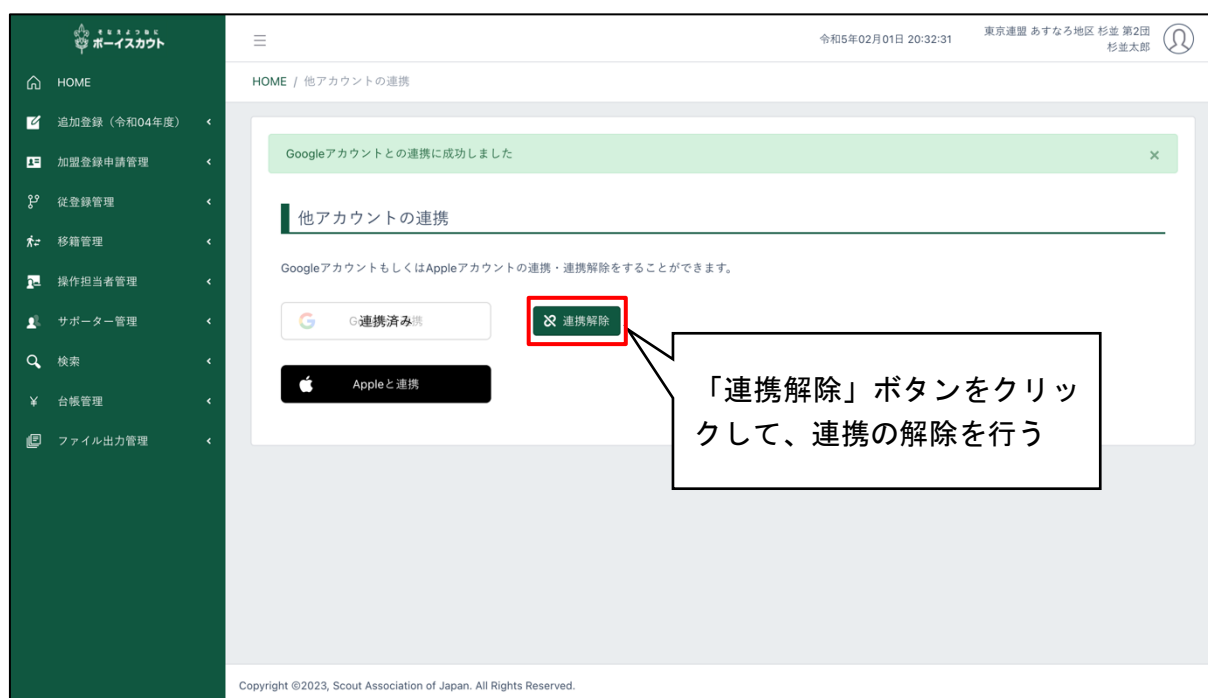 そなえよつねに
ボーイスカウト
令和5年02月01日 20:32:31
東京連盟 あすなろ地区 杉並 第2団
杉並太郎
HOME
追加登録（令和04年度）
加盟登録申請管理
従登録管理
移籍管理
操作担当者管理
サポーター管理
検索
台帳管理
ファイル出力管理
HOME / 他アカウントの連携
Googleアカウントとの連携に成功しました ×
他アカウントの連携
GoogleアカウントもしくはAppleアカウントの連携・連携解除をすることができます。
連携済み
連携解除
Appleと連携
「連携解除」ボタンをクリッ
クして、連携の解除を行う
Copyright ©2023, Scout Association of Japan. All Rights Reserved.